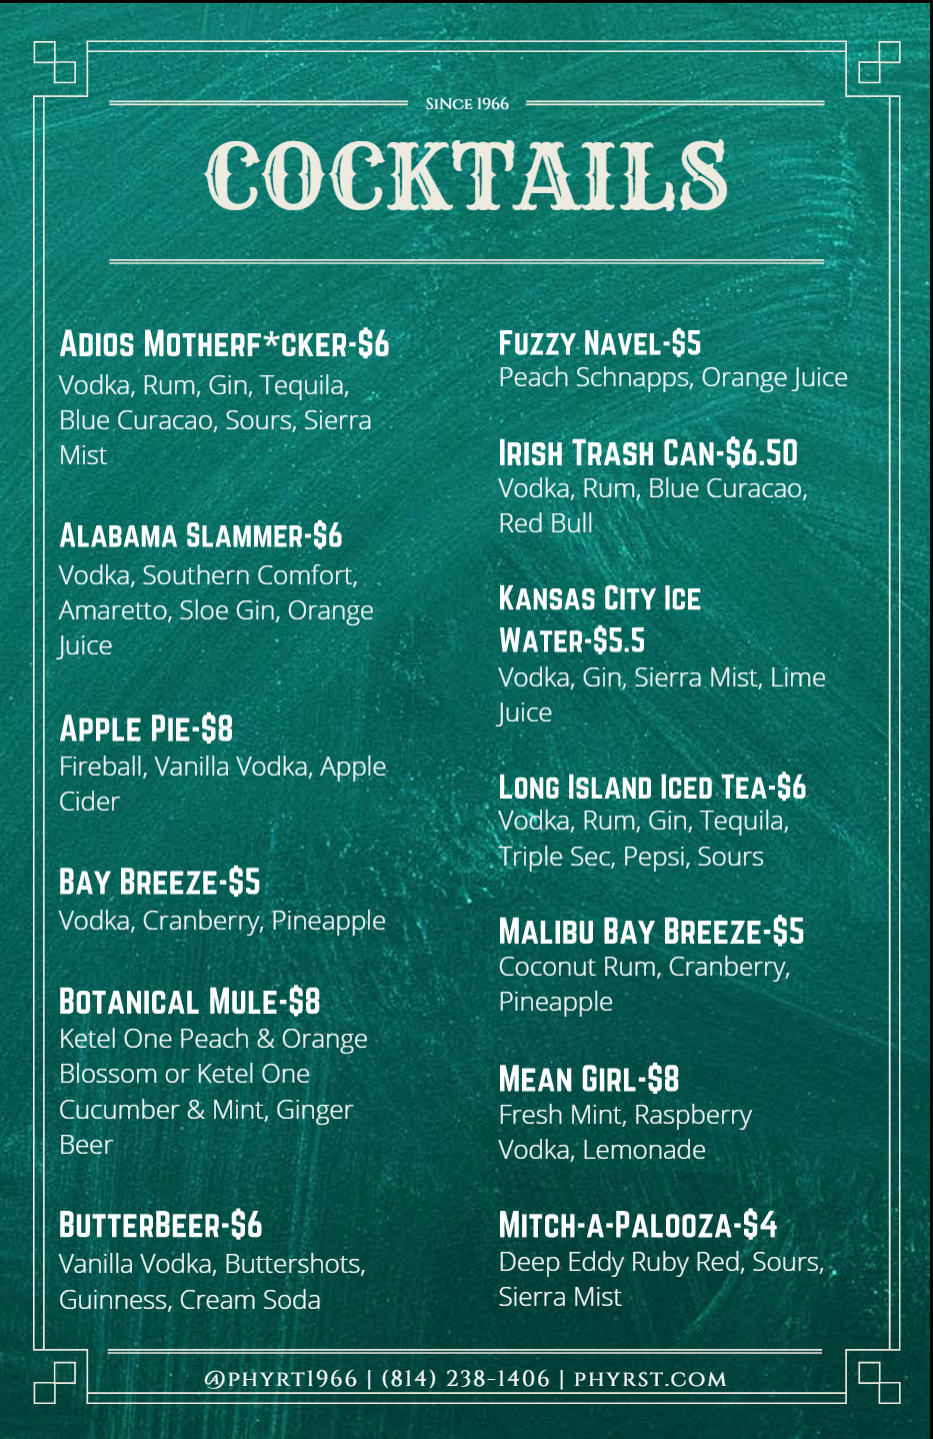 SINCE 1966
COCKTAILS
ADIOS MOTHERF*CKER-$6
Vodka, Rum, Gin, Tequila,
Blue Curacao, Sours, Sierra
Mist
ALABAMA SLAMMER-$6
Vodka, Southern Comfort,
Amaretto, Sloe Gin, Orange
Juice
APPLE PIE-$8
Fireball, Vanilla Vodka, Apple
Cider
BAY BREEZE-$5
Vodka, Cranberry, Pineapple
BOTANICAL MULE-$8
Ketel One Peach & Orange
Blossom or Ketel One
Cucumber & Mint, Ginger
Beer
BUTTERBEER-$6
Vanilla Vodka, Buttershots,
Guinness, Cream Soda
FUZZY NAVEL-$5
Peach Schnapps, Orange Juice
IRISH TRASH CAN-$6.50
Vodka, Rum, Blue Curacao,
Red Bull
KANSAS CITY ICE
WATER-$5.5
Vodka, Gin, Sierra Mist, Lime
Juice
LONG ISLAND ICED TEA-$6
Vodka, Rum, Gin, Tequila,
Triple Sec, Pepsi, Sours
MALIBU BAY BREEZE-$5
Coconut Rum, Cranberry,
Pineapple
MEAN GIRL-$8
Fresh Mint, Raspberry
Vodka, Lemonade
MITCH-A-PALOOZA-$4
Deep Eddy Ruby Red, Sours,
Sierra Mist
@PHYRT1966 | (814) 238-1406 | PHYRST.COM